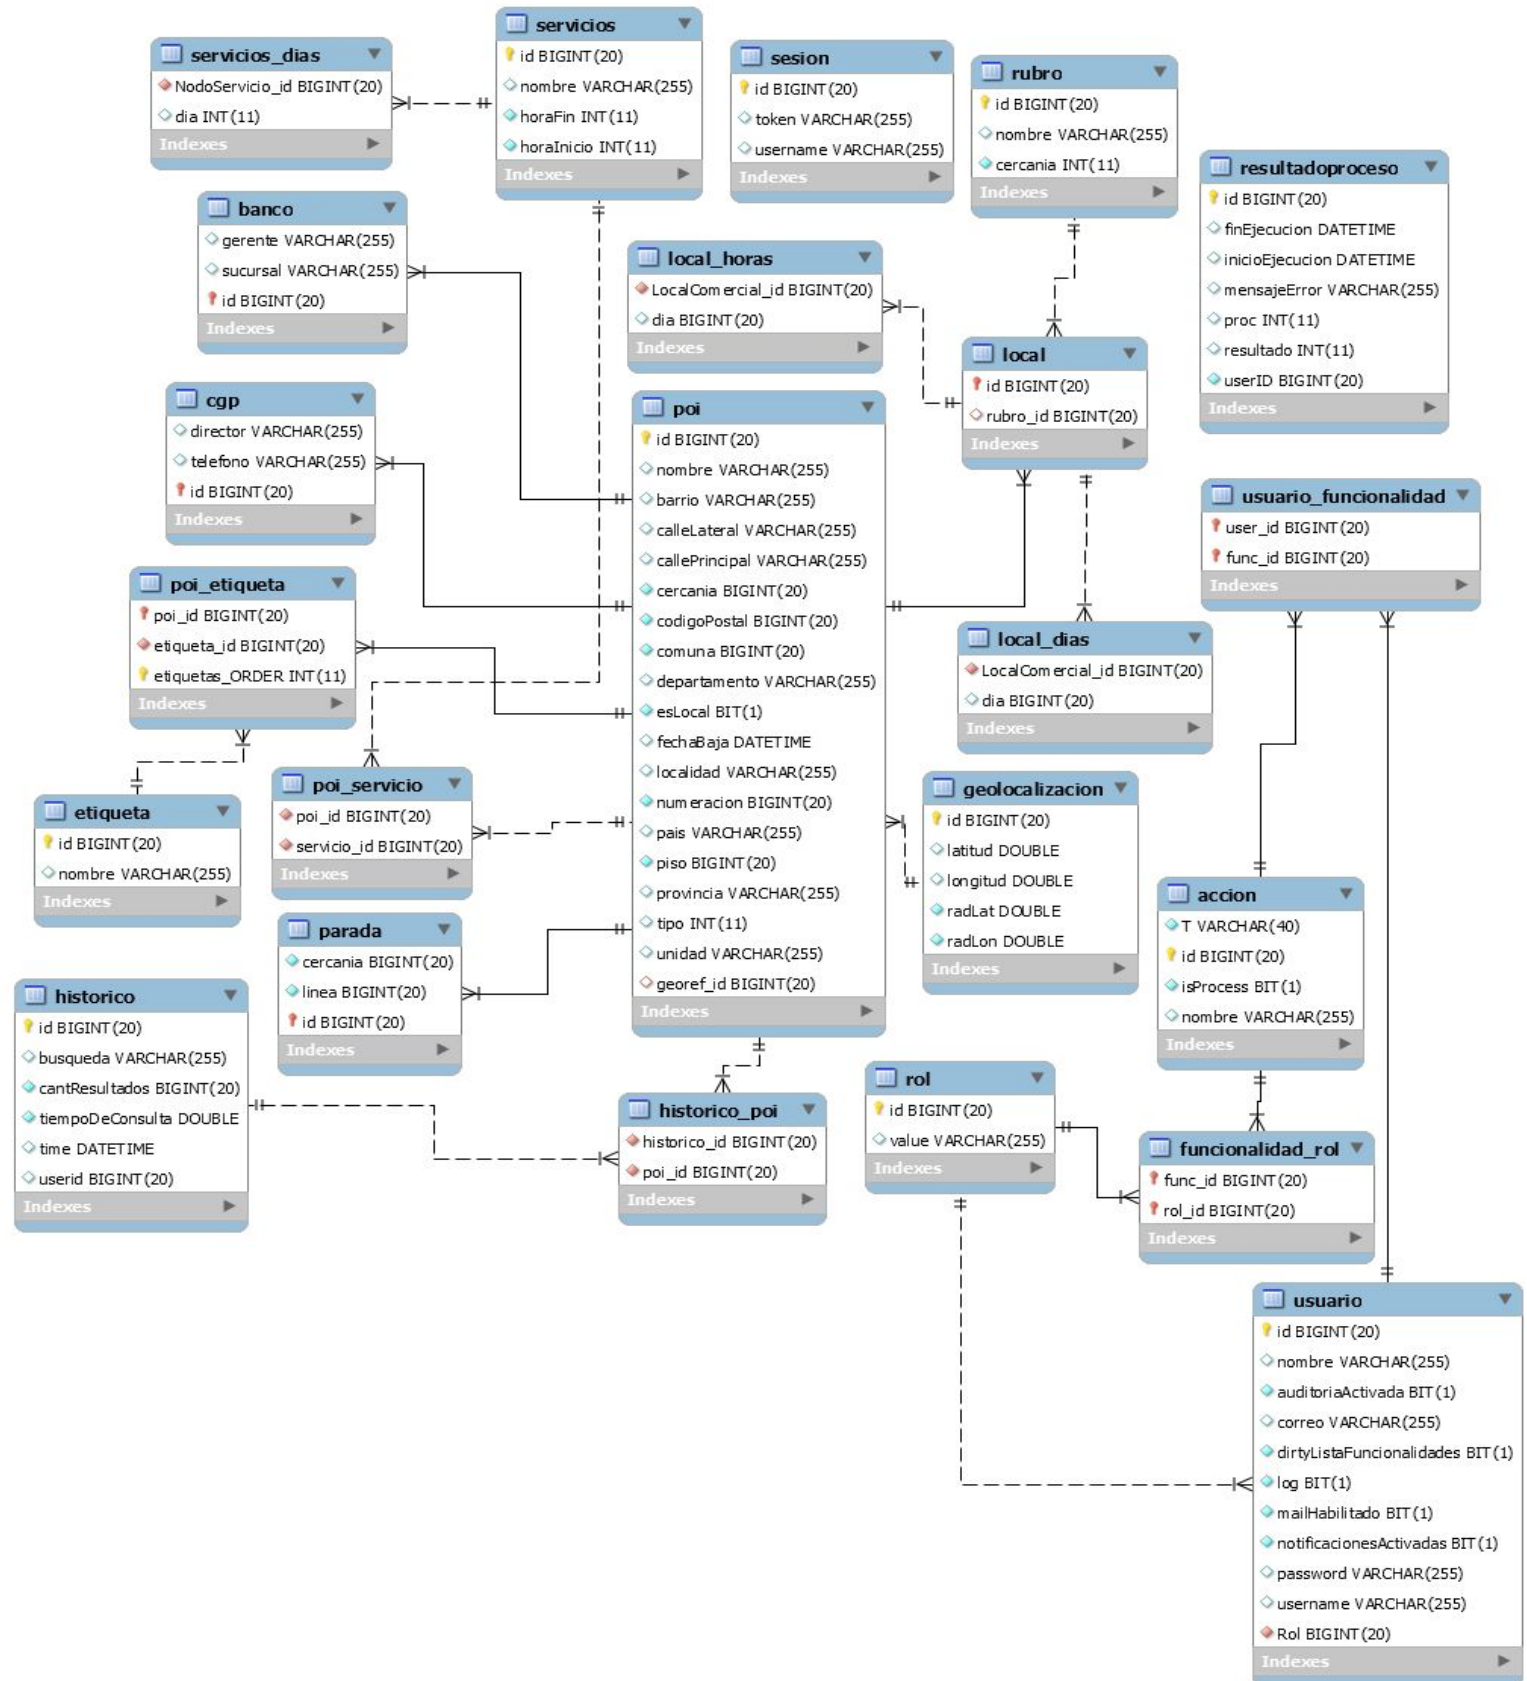 servicios_dias
NodoServicio_id BIGINT(20)
dia INT(11)
Indexes
servicios
id BIGINT(20)
nombre VARCHAR(255)
horaFin INT(11)
horaInicio INT(11)
Indexes
sesion
id BIGINT(20)
token VARCHAR(255)
username VARCHAR(255)
Indexes
rubro
id BIGINT(20)
nombre VARCHAR(255)
cercania INT(11)
Indexes
resultadoproceso
id BIGINT(20)
finEjecucion DATETIME
inicioEjecucion DATETIME
mensajeError VARCHAR(255)
proc INT(11)
resultado INT(11)
userID BIGINT(20)
Indexes
banco
gerente VARCHAR(255)
sucursal VARCHAR(255)
id BIGINT(20)
Indexes
local_horas
LocalComercial_id BIGINT(20)
dia BIGINT(20)
Indexes
local
id BIGINT(20)
rubro_id BIGINT(20)
Indexes
cgp
director VARCHAR(255)
telefono VARCHAR(255)
id BIGINT(20)
Indexes
poi
id BIGINT(20)
nombre VARCHAR(255)
barrio VARCHAR(255)
calleLateral VARCHAR(255)
callePrincipal VARCHAR(255)
cercania BIGINT(20)
codigoPostal BIGINT(20)
comuna BIGINT(20)
departamento VARCHAR(255)
esLocal BIT(1)
fechaBaja DATETIME
localidad VARCHAR(255)
numeracion BIGINT(20)
pais VARCHAR(255)
piso BIGINT(20)
provincia VARCHAR(255)
tipo INT(11)
unidad VARCHAR(255)
georef_id BIGINT(20)
Indexes
usuario_funcionalidad
user_id BIGINT(20)
func_id BIGINT(20)
Indexes
poi_etiqueta
poi_id BIGINT(20)
etiqueta_id BIGINT(20)
etiquetas_ORDER INT(11)
Indexes
local_dias
LocalComercial_id BIGINT(20)
dia BIGINT(20)
Indexes
etiqueta
id BIGINT(20)
nombre VARCHAR(255)
Indexes
poi_servicio
poi_id BIGINT(20)
servicio_id BIGINT(20)
Indexes
geolocalizacion
id BIGINT(20)
latitud DOUBLE
longitud DOUBLE
radLat DOUBLE
radLon DOUBLE
Indexes
accion
T VARCHAR(40)
id BIGINT(20)
isProcess BIT(1)
nombre VARCHAR(255)
Indexes
parada
cercania BIGINT(20)
linea BIGINT(20)
id BIGINT(20)
Indexes
historico
id BIGINT(20)
busqueda VARCHAR(255)
cantResultados BIGINT(20)
tiempoDeConsulta DOUBLE
time DATETIME
userid BIGINT(20)
Indexes
historico_poi
historico_id BIGINT(20)
poi_id BIGINT(20)
Indexes
rol
id BIGINT(20)
value VARCHAR(255)
Indexes
funcionalidad_rol
func_id BIGINT(20)
rol_id BIGINT(20)
Indexes
usuario
id BIGINT(20)
nombre VARCHAR(255)
auditoriaActivada BIT(1)
correo VARCHAR(255)
dirtyListaFuncionalidades BIT(1)
log BIT(1)
mailHabilitado BIT(1)
notificacionesActivadas BIT(1)
password VARCHAR(255)
username VARCHAR(255)
Rol BIGINT(20)
Indexes